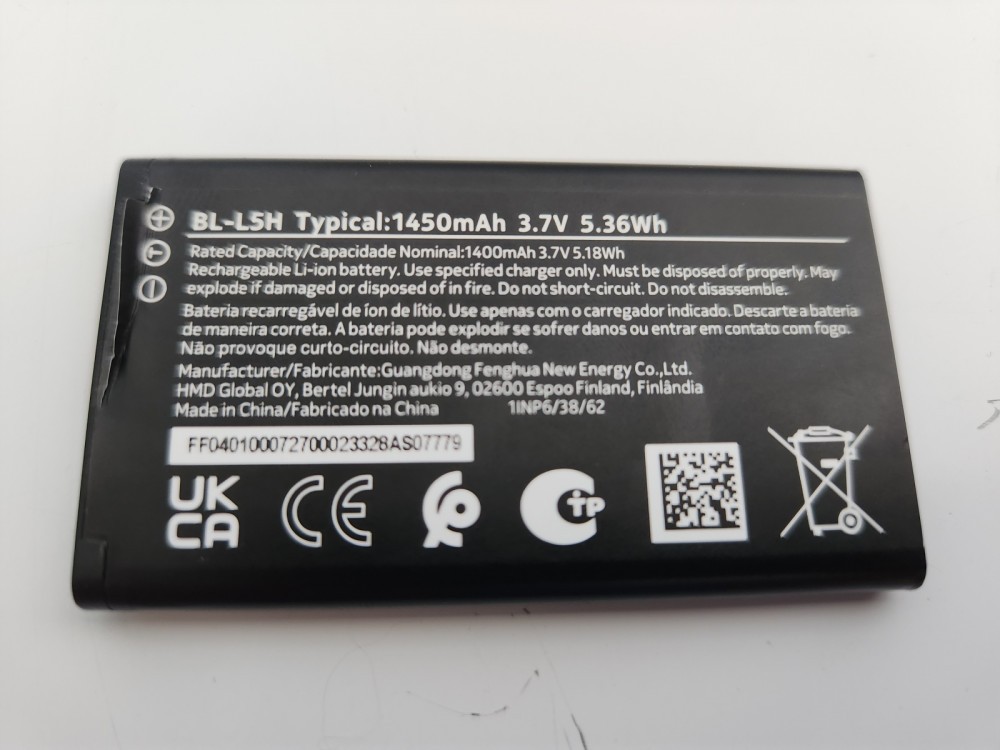 BL-L5H Typical:1450mAh 3.7V 5.36Wh
Rated Capacity/Capacidade Nominal:1400mAh 3.7V 5.18Wh
Rechargeable Li-ion battery. Use specified charger only. Must be disposed of properly. May
explode if damaged or disposed of in fire. Do not short-circuit. Do not disassemble.
Bateria recarregável de íon de lítio. Use apenas com o carregador indicado. Descarte a bateria
de maneira correta. A bateria pode explodir se sofrer danos ou entrar em contato com fogo.
Não provoque curto-circuito. Não desmonte.
Manufacturer/Fabricante:Guangdong Fenghua New Energy Co.,Ltd.
HMD Global OY, Bertel Jungin aukio 9, 02600 Espoo Finland, Finlândia
Made in China/Fabricado na China 1INP6/38/62
FF040100072700023328AS07779
UK
CA CE TP